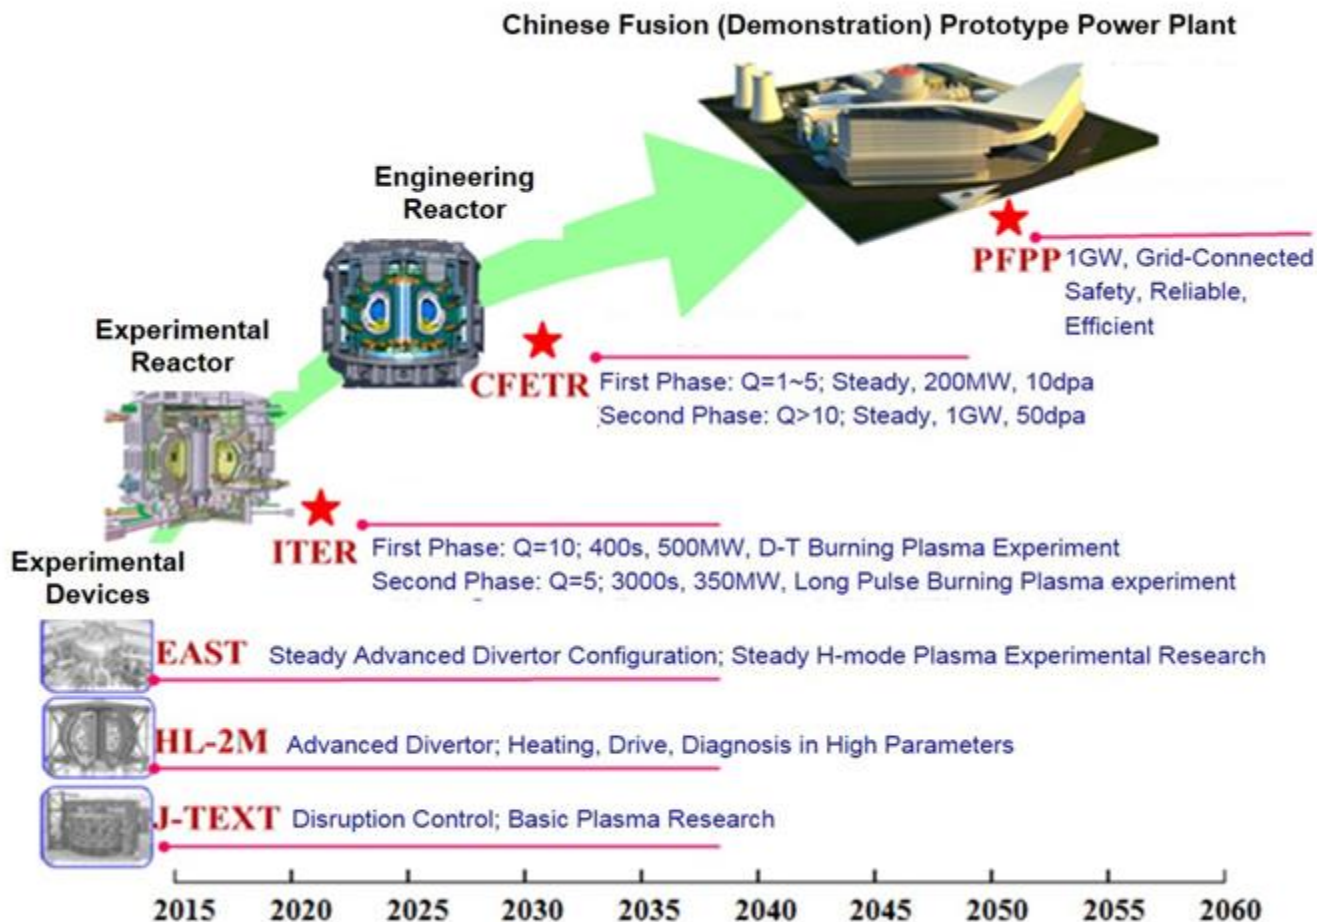 Chinese Fusion (Demonstration) Prototype Power Plant
Engineering
Reactor
PFPP
1GW, Grid-Connected
Safety, Reliable,
Efficient
Experimental
Reactor
CFETR
First Phase: Q=1~5; Steady, 200MW, 10dpa
Second Phase: Q>10; Steady, 1GW, 50dpa
ITER
First Phase: Q=10; 400s, 500MW, D-T Burning Plasma Experiment
Second Phase: Q=5; 3000s, 350MW, Long Pulse Burning Plasma experiment
Experimental
Devices
EAST Steady Advanced Divertor Configuration; Steady H-mode Plasma Experimental Research
HL-2M Advanced Divertor; Heating, Drive, Diagnosis in High Parameters
J-TEXT Disruption Control; Basic Plasma Research
2015 2020 2025 2030 2035 2040 2045 2050 2055 2060